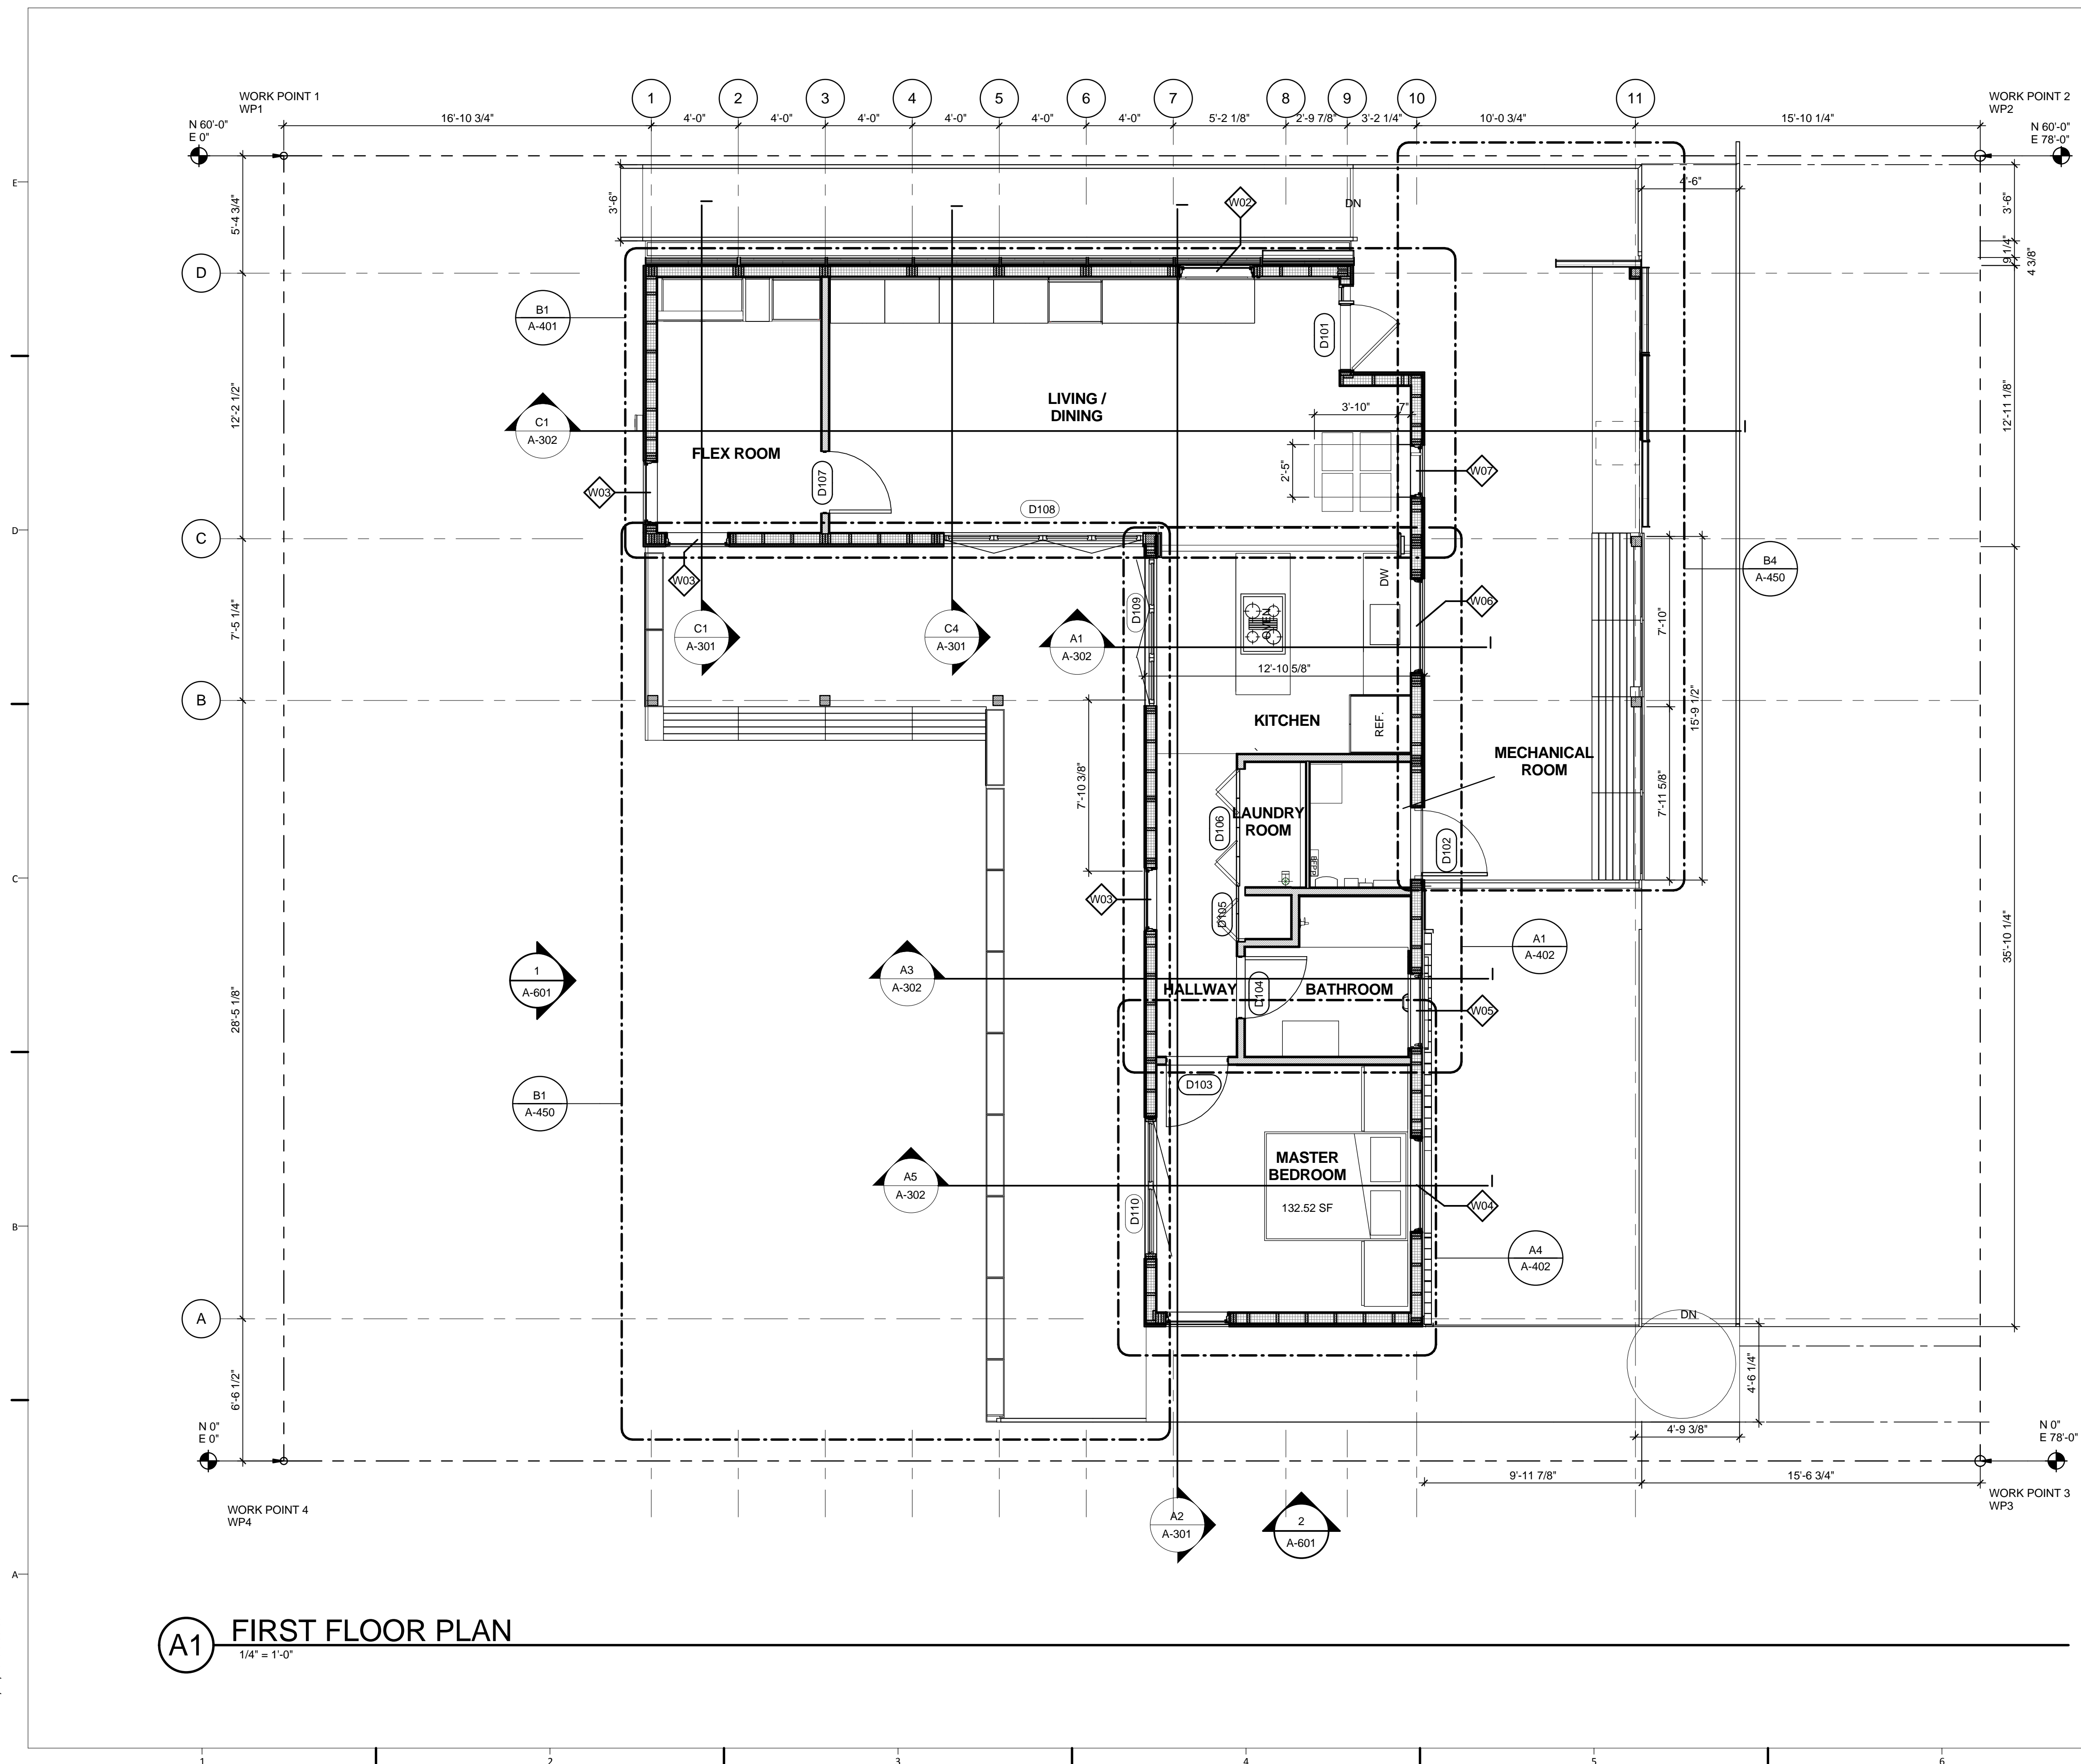 WORK POINT 1
WP1
N 60'-0"
E 0"
1
2
3
4
5
6
7
8
9
10
11
WORK POINT 2
WP2
N 60'-0"
E 78'-0"
16'-10 3/4"
4'-0"
4'-0"
4'-0"
4'-0"
4'-0"
4'-0"
5'-2 1/8"
2'-9 7/8"
3'-2 1/4"
10'-0 3/4"
15'-10 1/4"
E
5'-4 3/4"
3'-6"
W02
DN
4'-6"
3'-6"
9 1/4"
4 3/8"
D
B1
A-401
D101
12'-2 1/2"
12'-11 1/8"
LIVING /
DINING
3'-10"
7"
C1
A-302
FLEX ROOM
2'-5"
W07
W03
D107
D108
D
C
W03
DW
B4
A-450
OVEN
W06
D109
7'-5 1/4"
C1
A-301
C4
A-301
A1
A-302
7'-10"
12'-10 5/8"
B
15'-9 1/2"
KITCHEN
REF.
MECHANICAL
ROOM
7'-10 3/8"
7'-11 5/8"
LAUNDRY
ROOM
D106
D102
C
W03
D105
A1
A-402
35'-10 1/4"
1
A-601
A3
A-302
HALLWAY
D104
BATHROOM
W05
28'-5 1/8"
B1
A-450
D103
MASTER
BEDROOM
A5
A-302
132.52 SF
D110
W04
B
A4
A-402
A
DN
6'-6 1/2"
4'-6 1/4"
N 0"
E 0"
4'-9 3/8"
N 0"
E 78'-0"
9'-11 7/8"
15'-6 3/4"
WORK POINT 4
WP4
WORK POINT 3
WP3
A2
A-301
2
A-601
A
A1
FIRST FLOOR PLAN
1/4" = 1'-0"
1
2
3
4
5
6